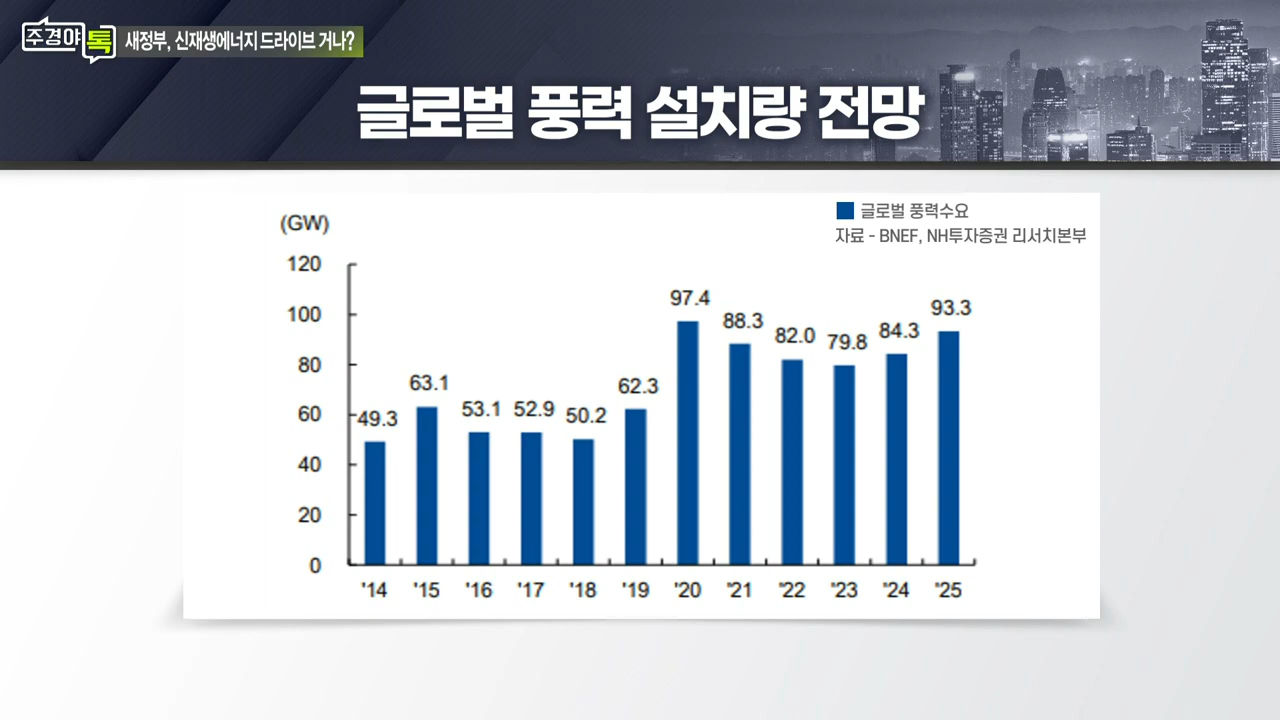 주경야톡
새정부, 신재생에너지 드라이브 거나?
글로벌 풍력 설치량 전망
글로벌 풍력수요
자료 - BNEF, NH투자증권 리서치본부
(GW)
120
100
80
60
40
20
0
49.3
63.1
53.1
52.9
50.2
62.3
97.4
88.3
82.0
79.8
84.3
93.3
'14 '15 '16 '17 '18 '19 '20 '21 '22 '23 '24 '25